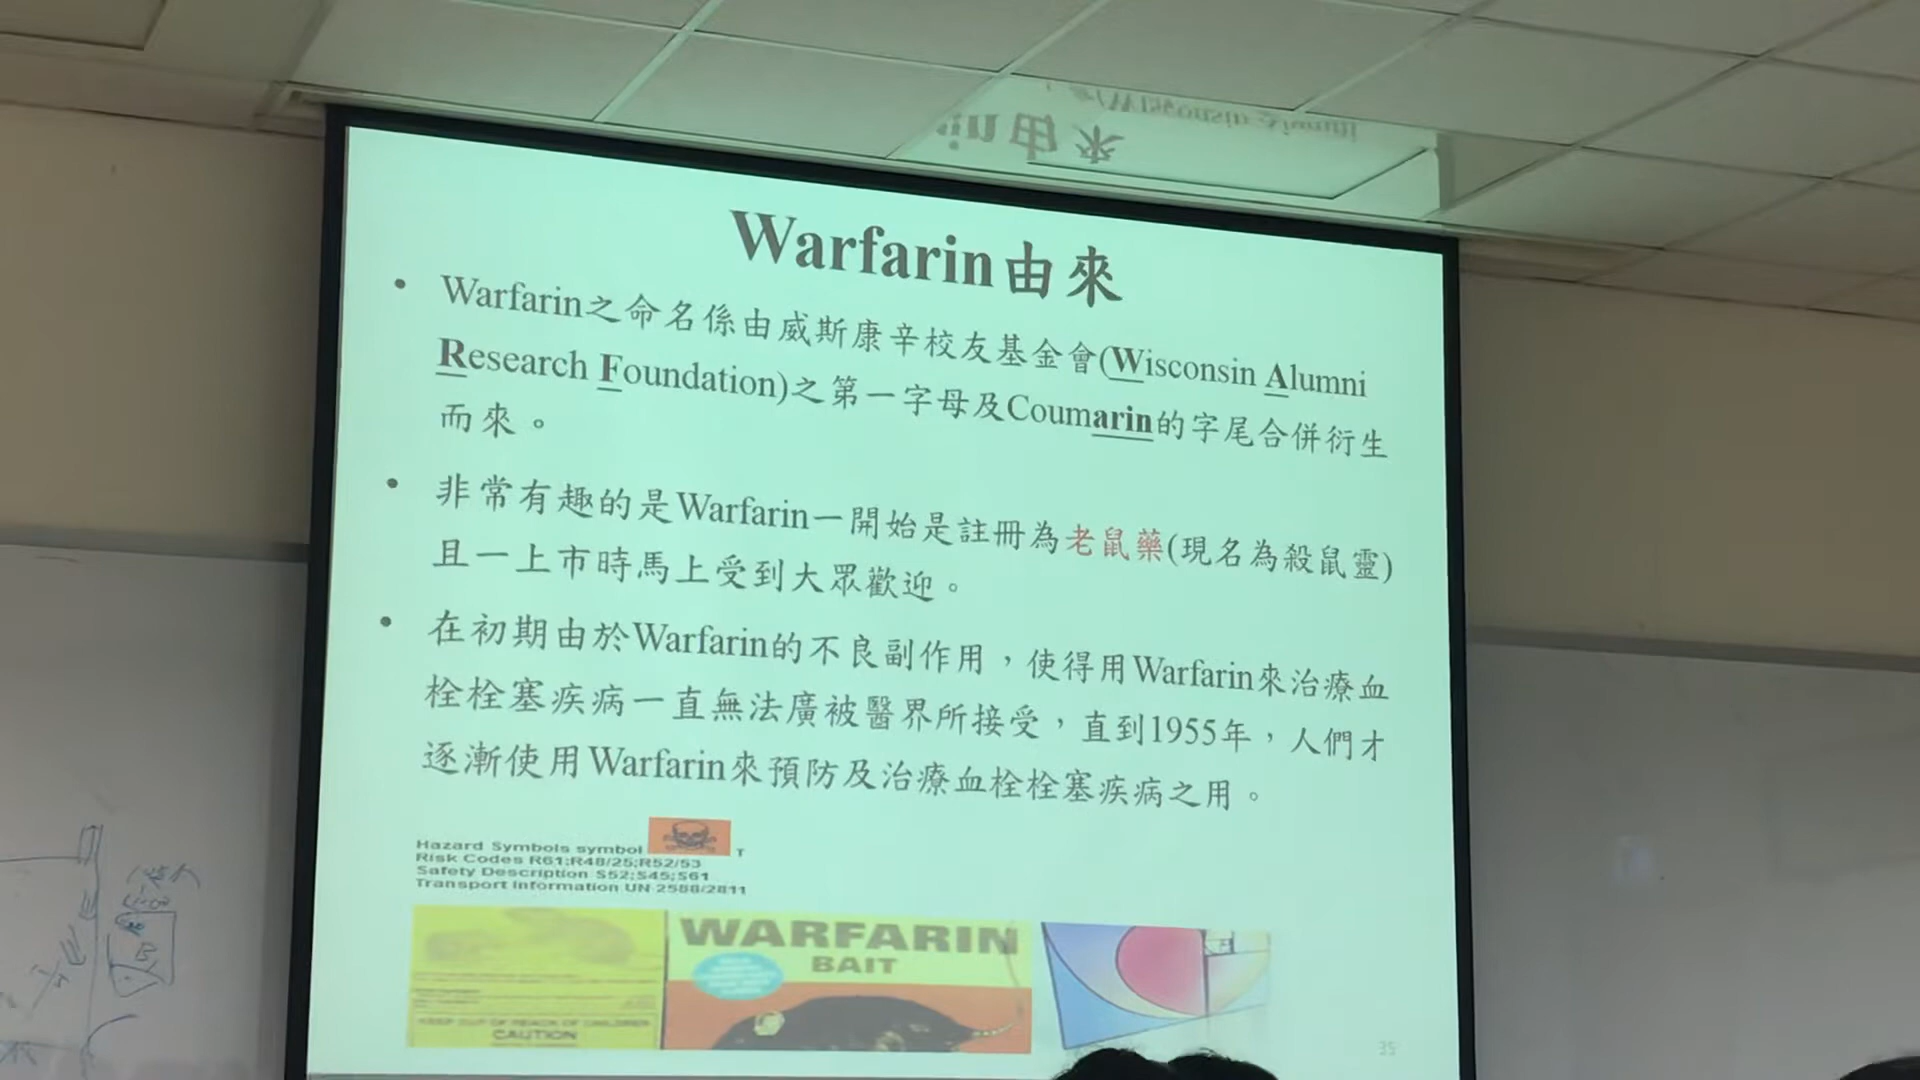 Warfarin由來
• Warfarin之命名係由威斯康辛校友基金會(Wisconsin Alumni
Research Foundation)之第一字母及Coumarin的字尾合併衍生
而來。
• 非常有趣的是Warfarin一開始是註冊為老鼠藥(現名為殺鼠靈)
且一上市時馬上受到大眾歡迎。
• 在初期由於Warfarin的不良副作用，使得用Warfarin來治療血
栓栓塞疾病一直無法廣被醫界所接受，直到1955年，人們才
逐漸使用Warfarin來預防及治療血栓栓塞疾病之用。
Hazard Symbols symbol T
Risk Codes R61;R48/25;R52/53
Safety Description S52;S45;S61
Transport Information UN 2588/2811
KEEP OUT OF REACH OF CHILDREN
CAUTION
WARFARIN
BAIT
35